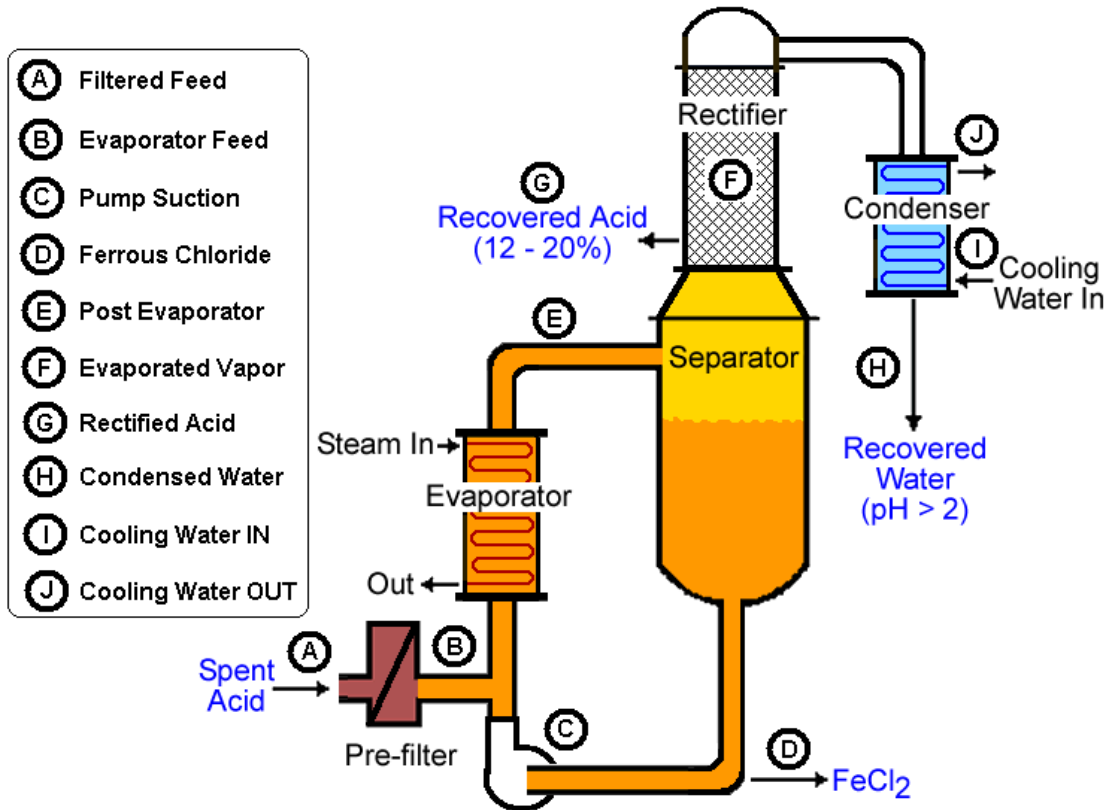 A Filtered Feed
B Evaporator Feed
C Pump Suction
D Ferrous Chloride
E Post Evaporator
F Evaporated Vapor
G Rectified Acid
H Condensed Water
I Cooling Water IN
J Cooling Water OUT
Rectifier
F
G
Recovered Acid
(12 - 20%)
J
Condenser
I
Cooling
Water In
H
Recovered
Water
(pH > 2)
E
Separator
Steam In
Evaporator
Out
A
B
Spent
Acid
Pre-filter
C
D
FeCl₂